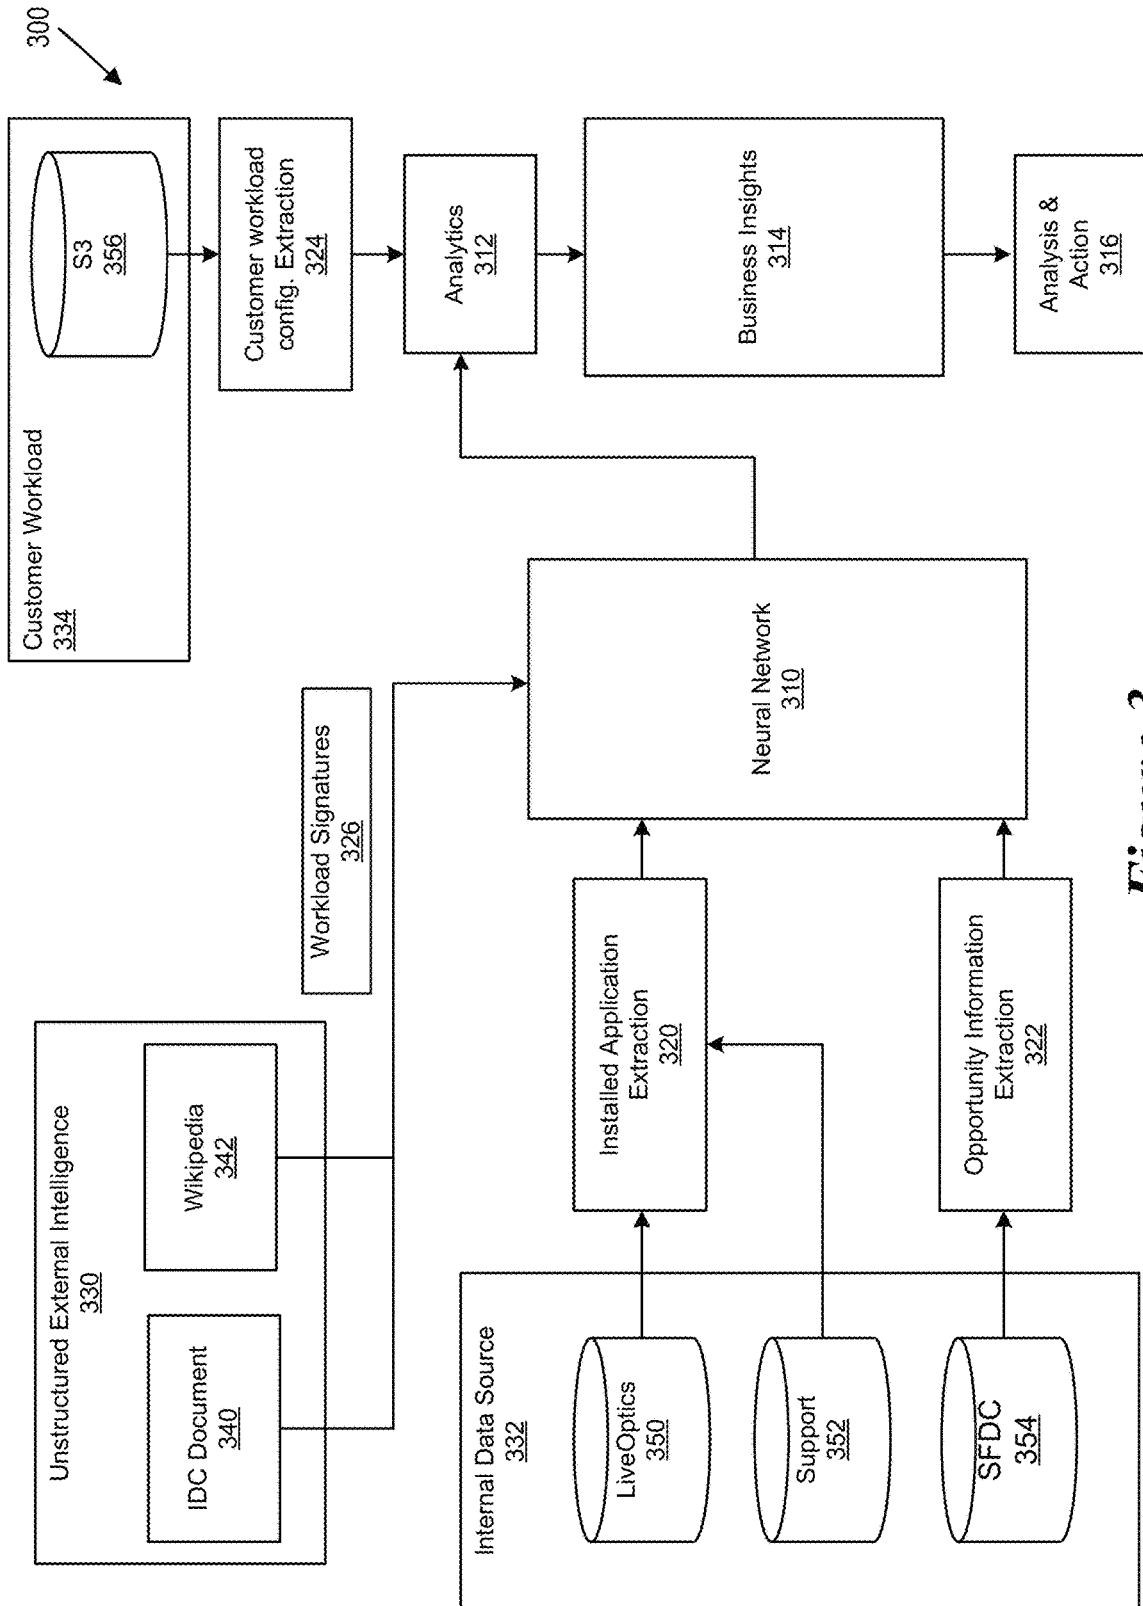 300
Unstructured External Intelligence
330
IDC Document
340
Wikipedia
342
Workload Signatures
326
Customer Workload
334
S3
356
Customer workload
config. Extraction
324
Internal Data Source
332
LiveOptics
350
Support
352
SFDC
354
Installed Application
Extraction
320
Opportunity Information
Extraction
322
Neural Network
310
Analytics
312
Business Insights
314
Analysis &
Action
316